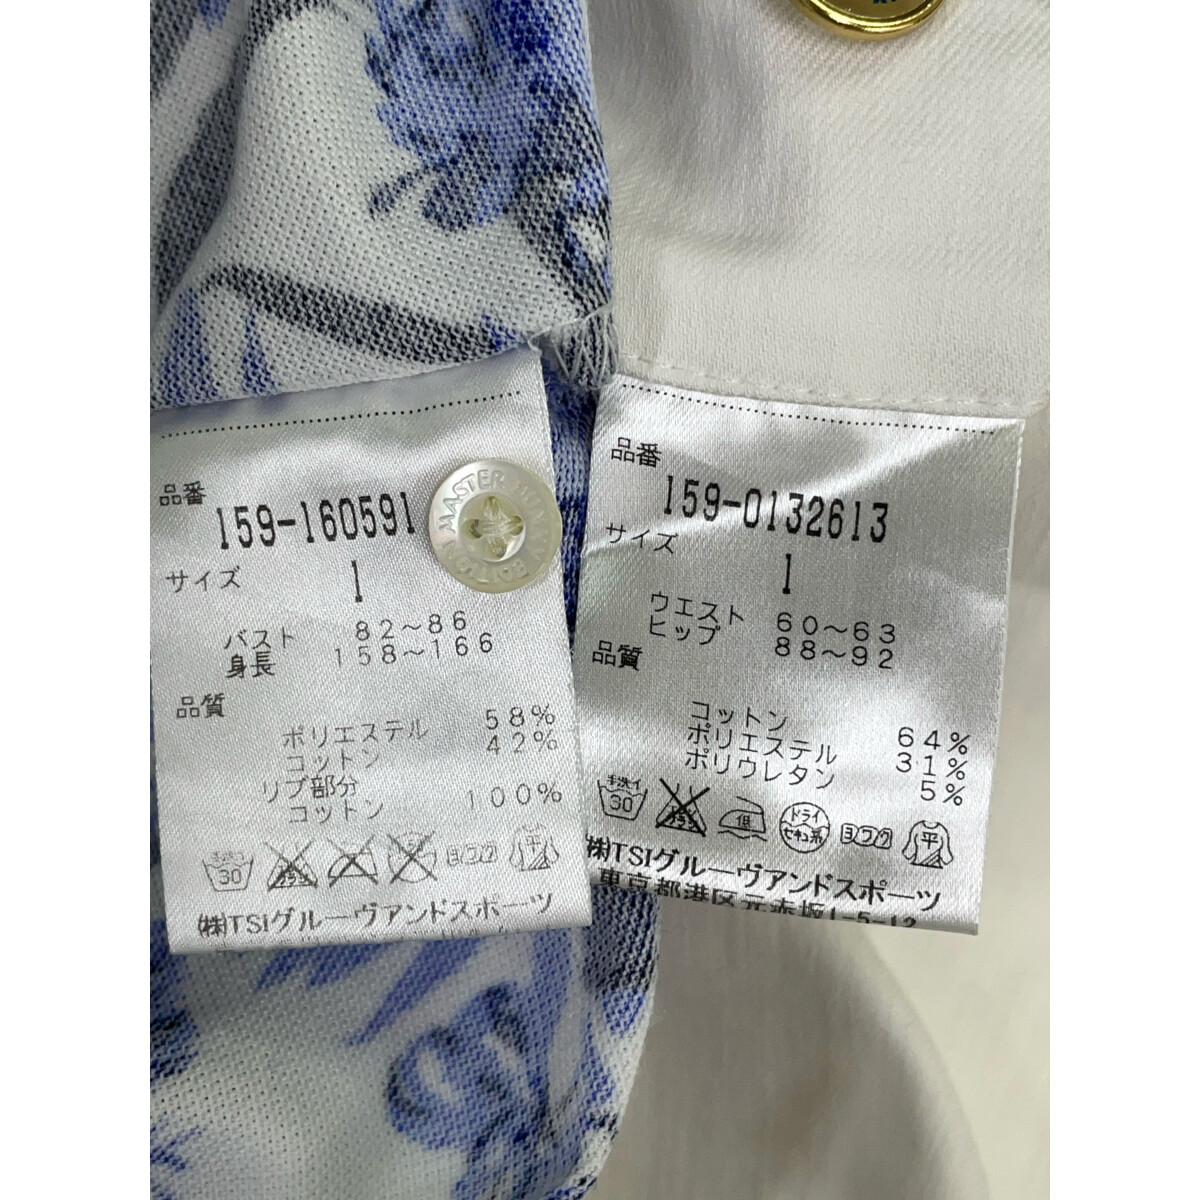 品番
159-160591
サイズ
1
バスト 82～86
身長 158～166
品質
ポリエステル 58%
コットン 42%
リブ部分
コットン 100%
手洗イ
30
㈱TSIグルーヴアンドスポーツ
MASTER BUNNY EDITION
品番
159-0132613
サイズ
1
ウエスト 60～63
ヒップ 88～92
品質
コットン 64%
ポリエステル 31%
ポリウレタン 5%
手洗イ
30
低
ドライ
セキユ系
ヨワク
平
㈱TSIグルーヴアンドスポーツ
東京都港区元赤坂1-5-12